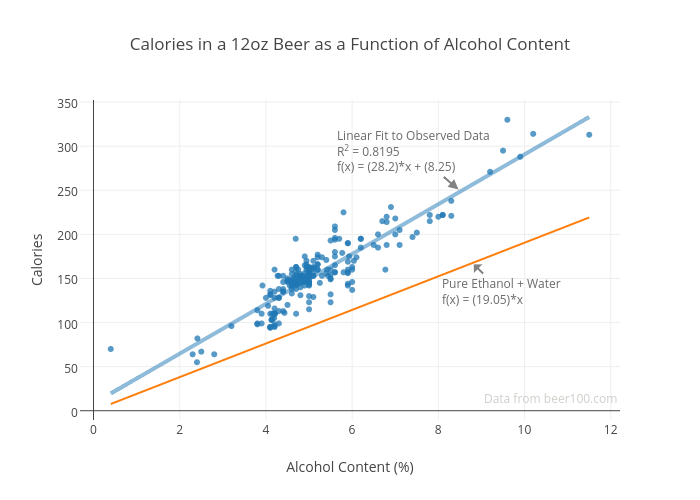 Calories in a 12oz Beer as a Function of Alcohol Content
350
300
250
200
150
100
50
0
Calories
Linear Fit to Observed Data
R² = 0.8195
f(x) = (28.2)*x + (8.25)
Pure Ethanol + Water
f(x) = (19.05)*x
Data from beer100.com
0 2 4 6 8 10 12
Alcohol Content (%)